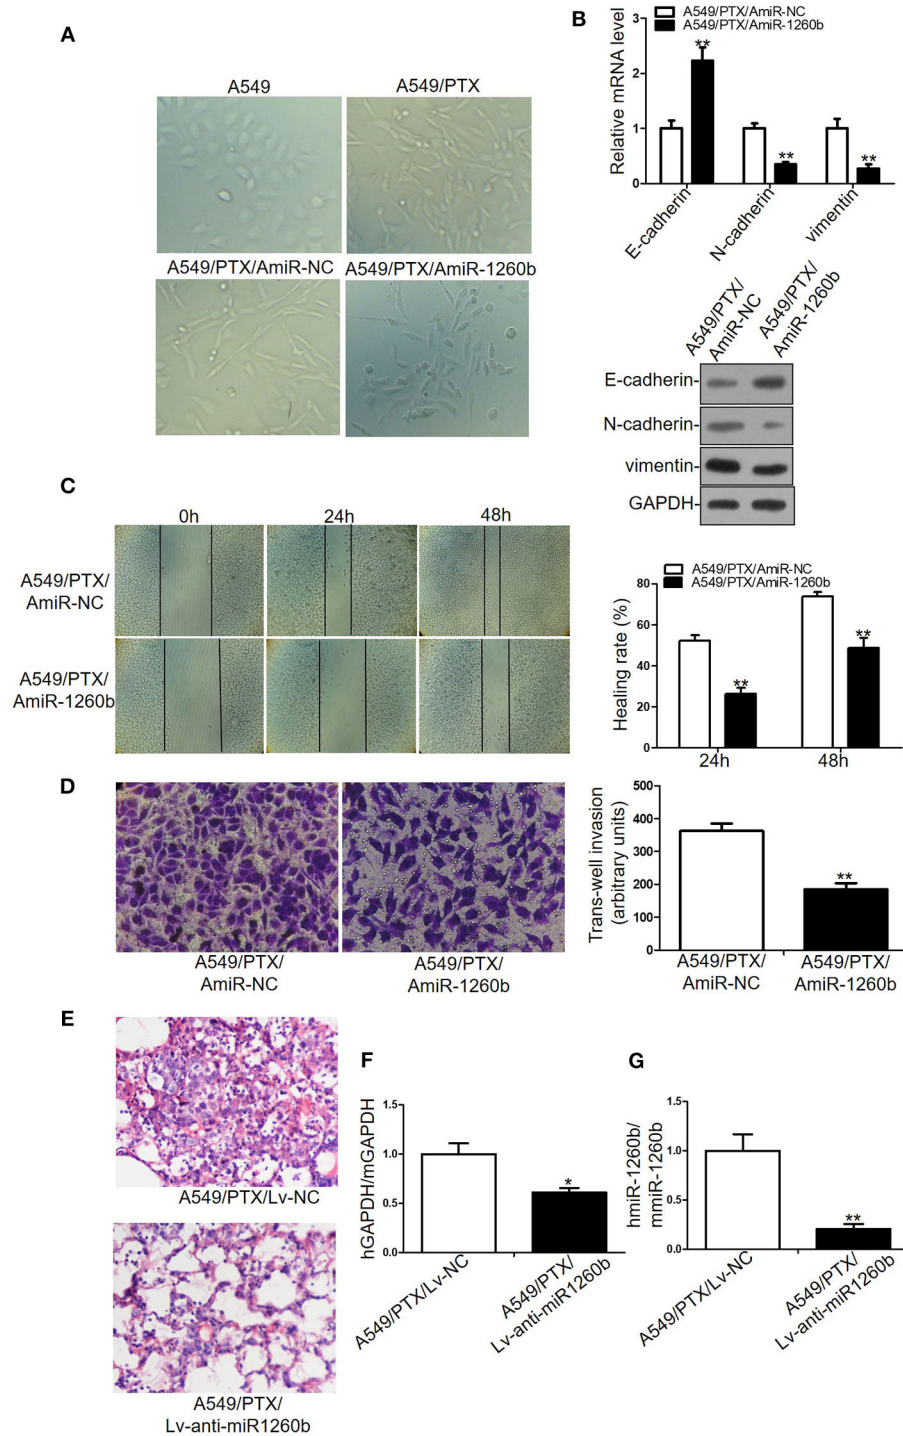 A
A549
A549/PTX
A549/PTX/AmiR-NC
A549/PTX/AmiR-1260b
B
A549/PTX/AmiR-NC
A549/PTX/AmiR-1260b
Relative mRNA level
3
2
1
0
**
**
**
E-cadherin
N-cadherin
vimentin
A549/PTX/
AmiR-NC
A549/PTX/
AmiR-1260b
E-cadherin-
N-cadherin-
vimentin-
GAPDH-
C
0h
24h
48h
A549/PTX/
AmiR-NC
A549/PTX/
AmiR-1260b
A549/PTX/AmiR-NC
A549/PTX/AmiR-1260b
Healing rate (%)
80
60
40
20
0
**
**
24h
48h
D
A549/PTX/
AmiR-NC
A549/PTX/
AmiR-1260b
Trans-well invasion
(arbitrary units)
500
400
300
200
100
0
**
A549/PTX/
AmiR-NC
A549/PTX/
AmiR-1260b
E
A549/PTX/Lv-NC
A549/PTX/
Lv-anti-miR1260b
F
hGAPDH/mGAPDH
1.5
1.0
0.5
0.0
*
A549/PTX/Lv-NC
A549/PTX/
Lv-anti-miR1260b
G
hmiR-1260b/
mmiR-1260b
1.5
1.0
0.5
0.0
**
A549/PTX/Lv-NC
A549/PTX/
Lv-anti-miR1260b